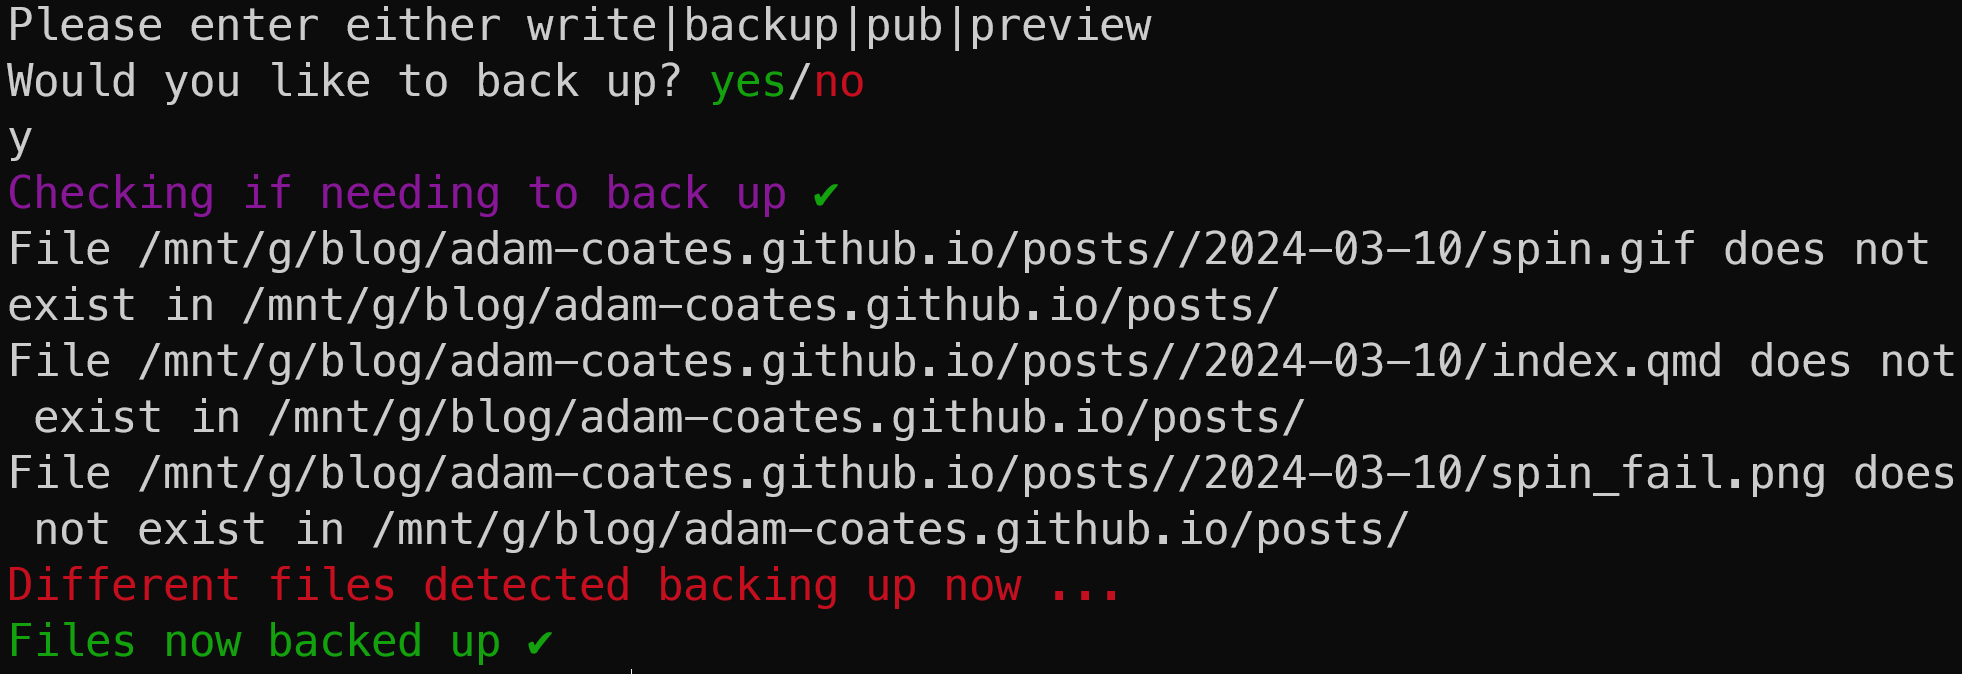 Please enter either write|backup|pub|preview
Would you like to back up? yes/no
y
Checking if needing to back up ✔
File /mnt/g/blog/adam-coates.github.io/posts//2024-03-10/spin.gif does not
exist in /mnt/g/blog/adam-coates.github.io/posts/
File /mnt/g/blog/adam-coates.github.io/posts//2024-03-10/index.qmd does not
 exist in /mnt/g/blog/adam-coates.github.io/posts/
File /mnt/g/blog/adam-coates.github.io/posts//2024-03-10/spin_fail.png does
 not exist in /mnt/g/blog/adam-coates.github.io/posts/
Different files detected backing up now ...
Files now backed up ✔